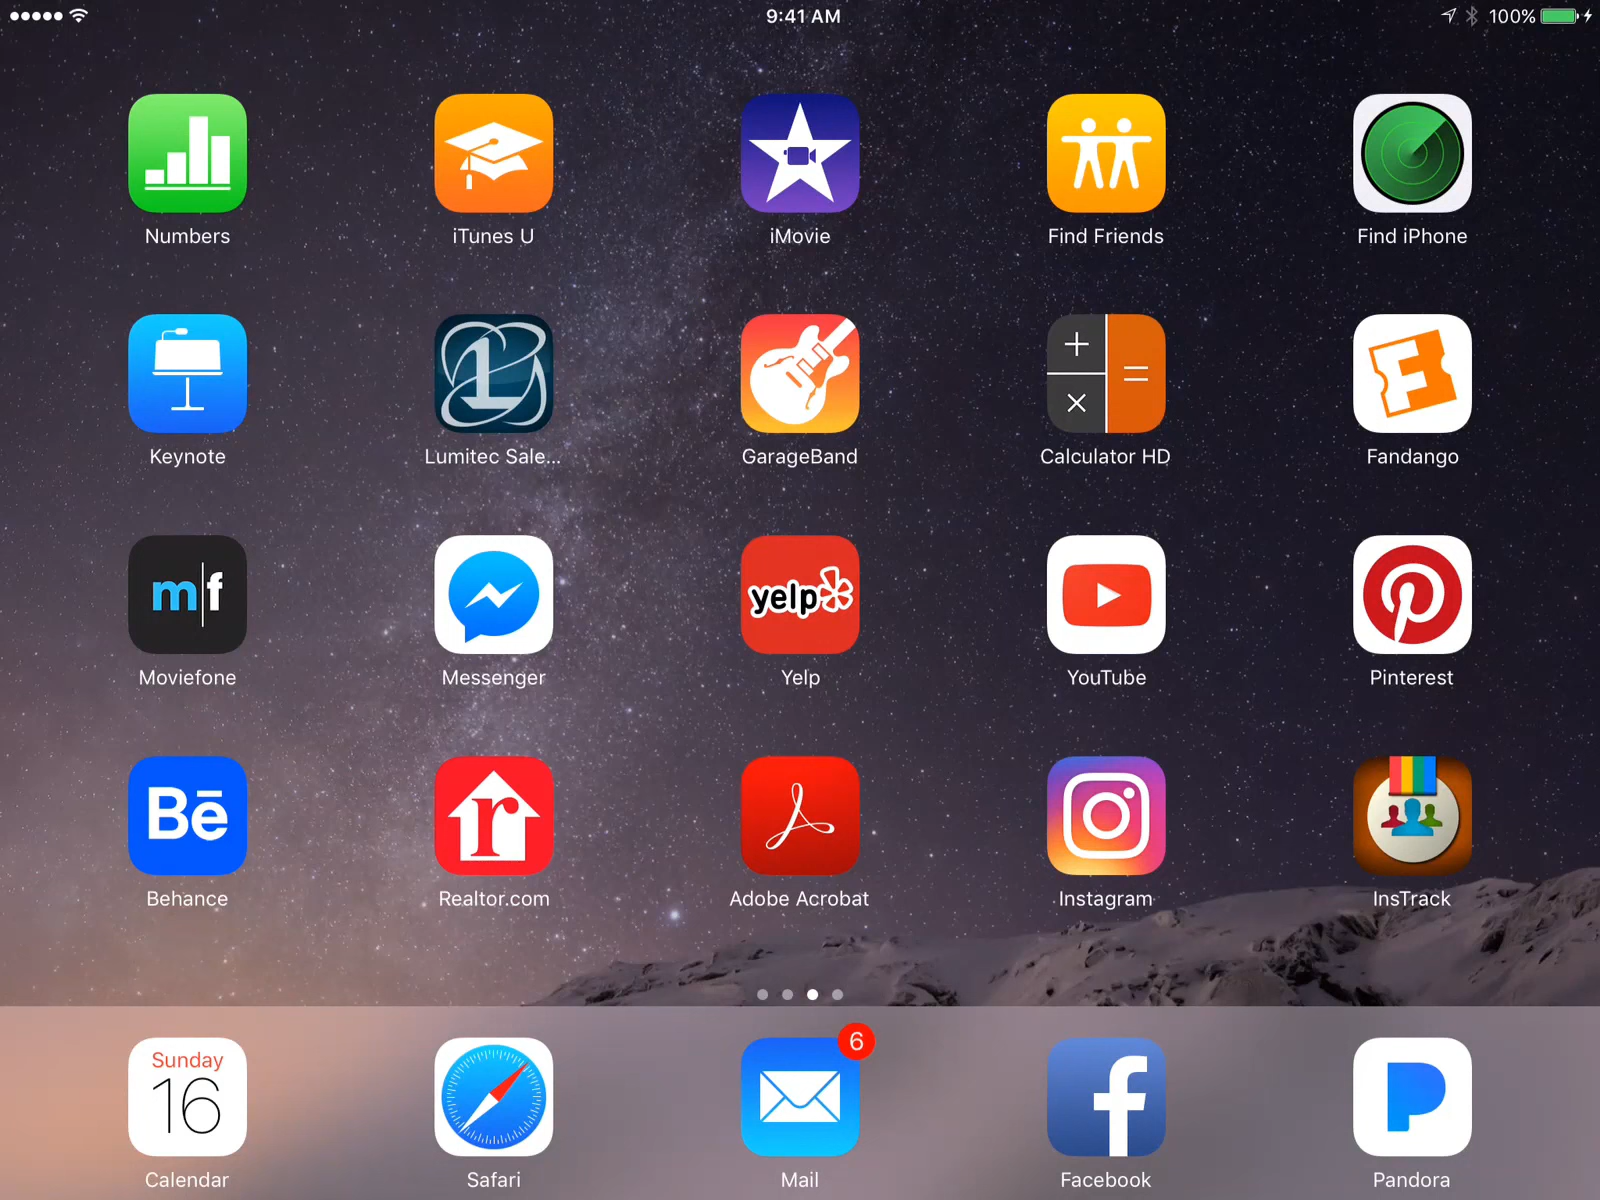 9:41 AM
100%
Numbers
iTunes U
iMovie
Find Friends
Find iPhone
L
+
×
=
F
Keynote
Lumitec Sale...
GarageBand
Calculator HD
Fandango
m|f
yelp
Moviefone
Messenger
Yelp
YouTube
Pinterest
Bē
r
Behance
Realtor.com
Adobe Acrobat
Instagram
InsTrack
Sunday
16
6
f
P
Calendar
Safari
Mail
Facebook
Pandora